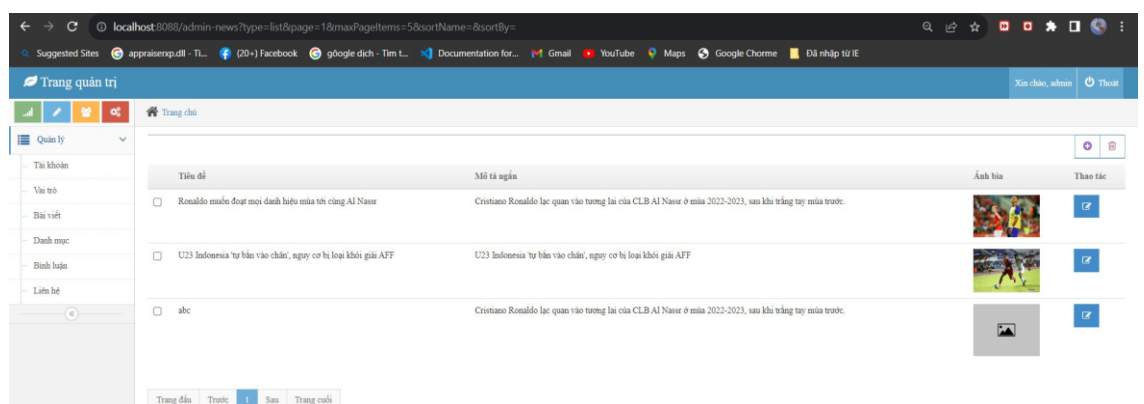 localhost:8088/admin-news?type=list&page=1&maxPageItems=5&sortName=&sortBy=
Suggested Sites appraisenxp.dll - Ti... (20+) Facebook gôogle dịch - Tìm t... Documentation for... Gmail YouTube Maps Google Chorme Đã nhập từ IE
Trang quản trị Xin chào, admin Thoát
Trang chủ
Quản lý
Tài khoản
Vai trò
Bài viết
Danh mục
Bình luận
Liên hệ
Tiêu đề Mô tả ngắn Ảnh bìa Thao tác
Ronaldo muốn đoạt mọi danh hiệu mùa tới cùng Al Nassr Cristiano Ronaldo lạc quan vào tương lai của CLB Al Nassr ở mùa 2022-2023, sau khi trắng tay mùa trước.
U23 Indonesia 'tự bắn vào chân', nguy cơ bị loại khỏi giải AFF U23 Indonesia 'tự bắn vào chân', nguy cơ bị loại khỏi giải AFF
abc Cristiano Ronaldo lạc quan vào tương lai của CLB Al Nassr ở mùa 2022-2023, sau khi trắng tay mùa trước.
Trang đầu Trước 1 Sau Trang cuối